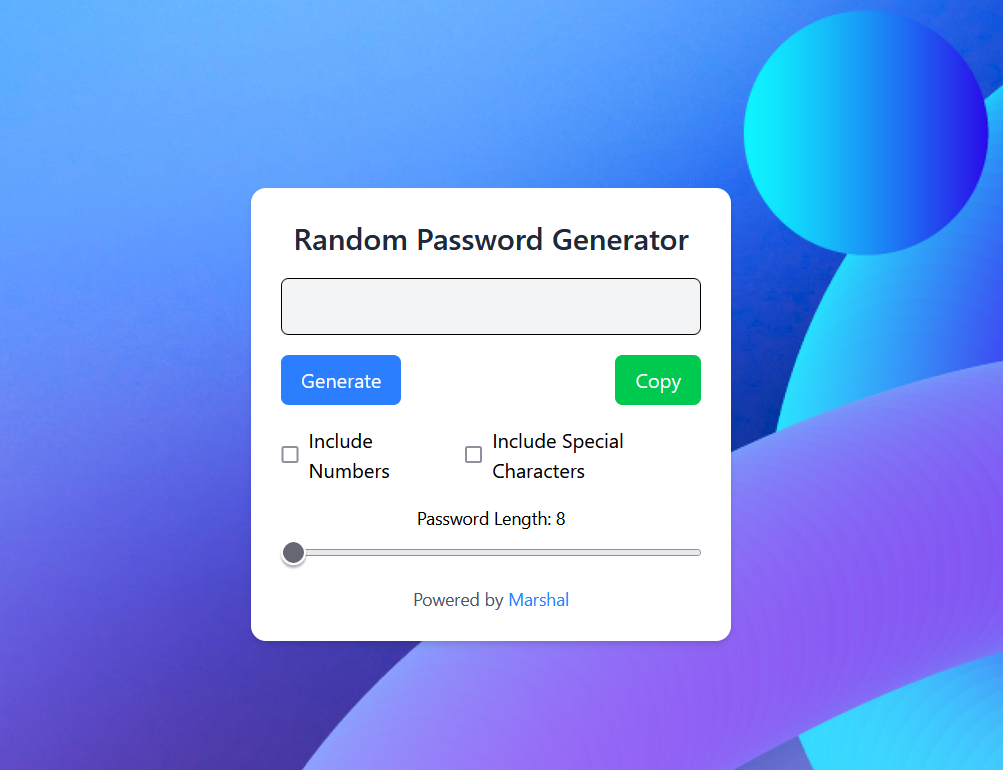 Random Password Generator
Generate
Copy
Include
Numbers
Include Special
Characters
Password Length: 8
Powered by Marshal